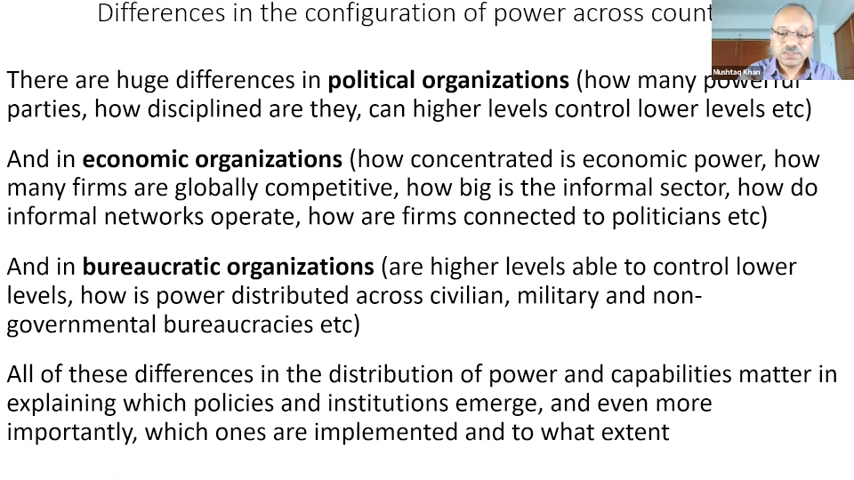 Differences in the configuration of power across
Mushtaq Khan
There are huge differences in political organizations (how many powerful
parties, how disciplined are they, can higher levels control lower levels etc)
And in economic organizations (how concentrated is economic power, how
many firms are globally competitive, how big is the informal sector, how do
informal networks operate, how are firms connected to politicians etc)
And in bureaucratic organizations (are higher levels able to control lower
levels, how is power distributed across civilian, military and non-
governmental bureaucracies etc)
All of these differences in the distribution of power and capabilities matter in
explaining which policies and institutions emerge, and even more
importantly, which ones are implemented and to what extent